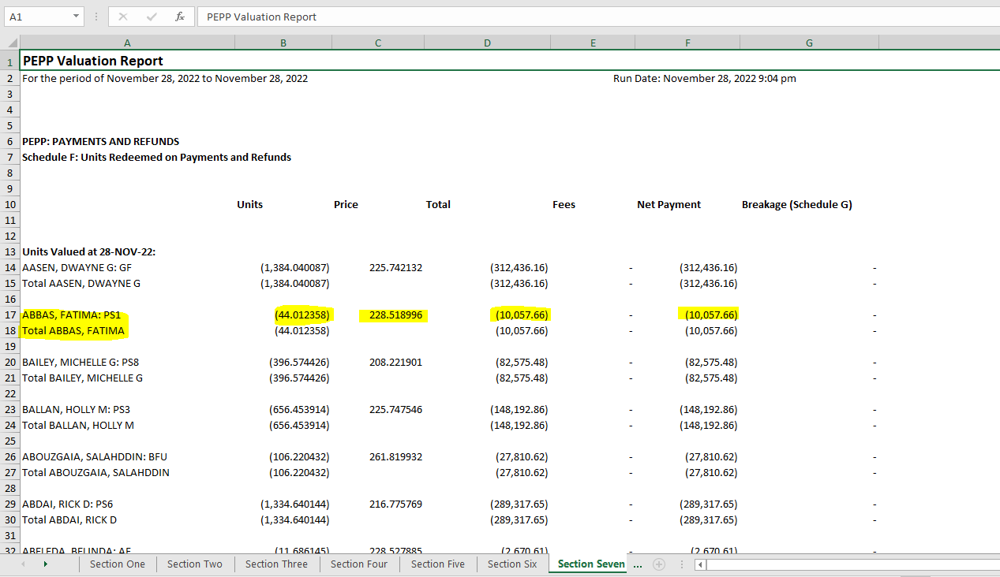 A1 fx PEPP Valuation Report
A B C D E F G
1 PEPP Valuation Report
2 For the period of November 28, 2022 to November 28, 2022 Run Date: November 28, 2022 9:04 pm
3
4
5
6 PEPP: PAYMENTS AND REFUNDS
7 Schedule F: Units Redeemed on Payments and Refunds
8
9
10 Units Price Total Fees Net Payment Breakage (Schedule G)
11
12
13 Units Valued at 28-NOV-22:
14 AASEN, DWAYNE G: GF (1,384.040087) 225.742132 (312,436.16) - (312,436.16) -
15 Total AASEN, DWAYNE G (1,384.040087) (312,436.16) - (312,436.16) -
16
17 ABBAS, FATIMA: PS1 (44.012358) 228.518996 (10,057.66) - (10,057.66) -
18 Total ABBAS, FATIMA (44.012358) (10,057.66) - (10,057.66) -
19
20 BAILEY, MICHELLE G: PS8 (396.574426) 208.221901 (82,575.48) - (82,575.48) -
21 Total BAILEY, MICHELLE G (396.574426) (82,575.48) - (82,575.48) -
22
23 BALLAN, HOLLY M: PS3 (656.453914) 225.747546 (148,192.86) - (148,192.86) -
24 Total BALLAN, HOLLY M (656.453914) (148,192.86) - (148,192.86) -
25
26 ABOUZGAIA, SALAHDDIN: BFU (106.220432) 261.819932 (27,810.62) - (27,810.62) -
27 Total ABOUZGAIA, SALAHDDIN (106.220432) (27,810.62) - (27,810.62) -
28
29 ABDAI, RICK D: PS6 (1,334.640144) 216.775769 (289,317.65) - (289,317.65) -
30 Total ABDAI, RICK D (1,334.640144) (289,317.65) - (289,317.65) -
31
32 ABELEDA, BELINDA: AF (11.686145) 228.527885 (2,670.61) - (2,670.61) -
Section One Section Two Section Three Section Four Section Five Section Six Section Seven ...